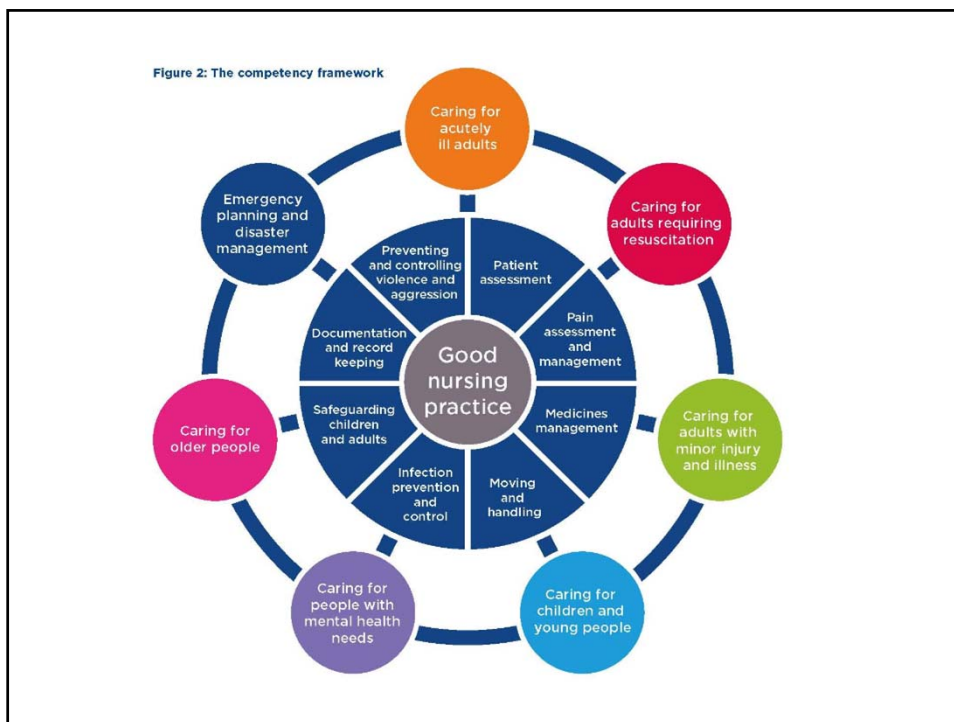 Figure 2: The competency framework
Caring for
acutely
ill adults
Caring for
adults requiring
resuscitation
Caring for
adults with
minor injury
and illness
Caring for
children and
young people
Caring for
people with
mental health
needs
Caring for
older people
Emergency
planning and
disaster
management
Preventing
and controlling
violence and
aggression
Patient
assessment
Pain
assessment
and
management
Medicines
management
Moving
and
handling
Infection
prevention
and
control
Safeguarding
children
and adults
Documentation
and record
keeping
Good
nursing
practice